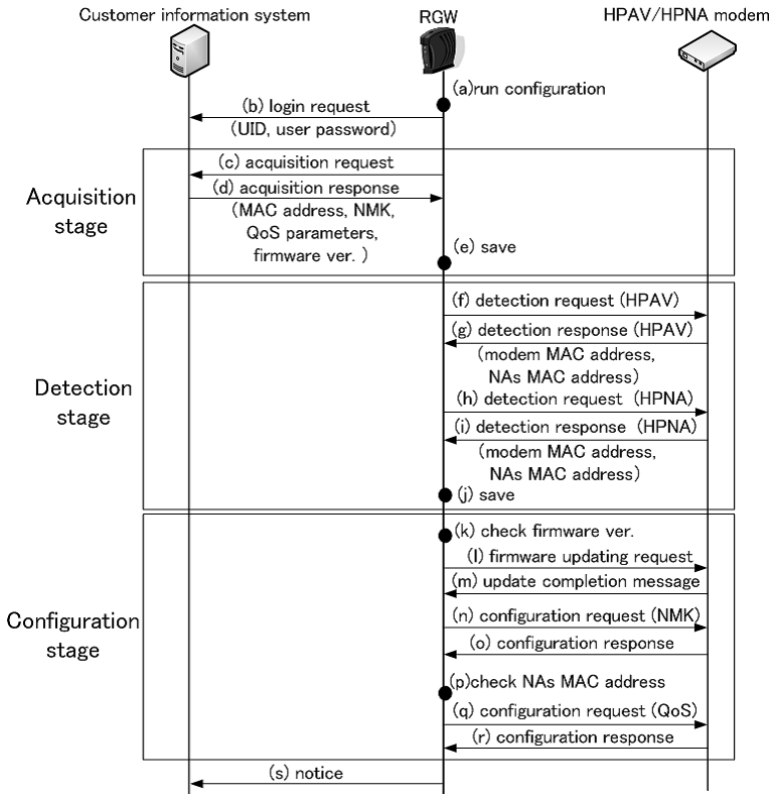 Customer information system
RGW
HPAV/HPNA modem
(a)run configuration
(b) login request
(UID, user password)
Acquisition
stage
(c) acquisition request
(d) acquisition response
(MAC address, NMK,
QoS parameters,
firmware ver. )
(e) save
Detection
stage
(f) detection request (HPAV)
(g) detection response (HPAV)
(modem MAC address,
NAs MAC address)
(h) detection request (HPNA)
(i) detection response (HPNA)
(modem MAC address,
NAs MAC address)
(j) save
Configuration
stage
(k) check firmware ver.
(l) firmware updating request
(m) update completion message
(n) configuration request (NMK)
(o) configuration response
(p)check NAs MAC address
(q) configuration request (QoS)
(r) configuration response
(s) notice